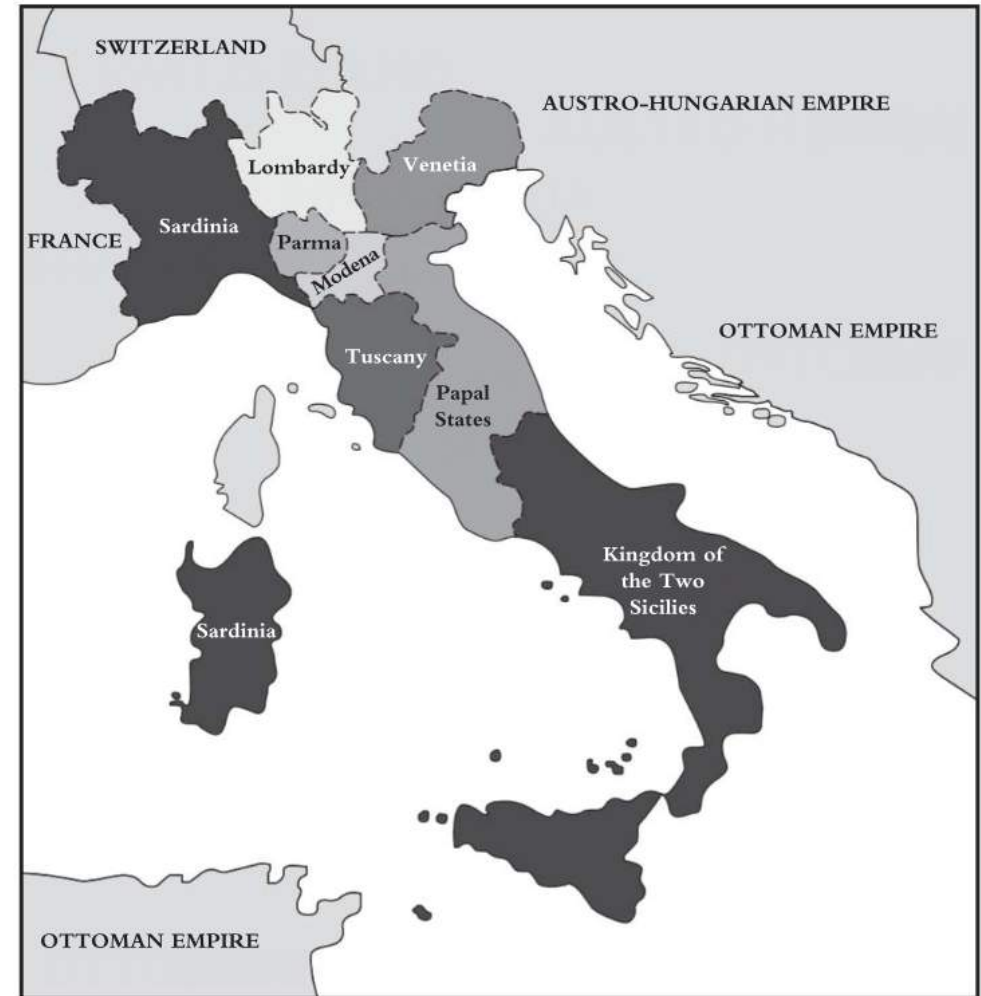 SWITZERLAND
AUSTRO-HUNGARIAN EMPIRE
Lombardy
Venetia
Sardinia
FRANCE
Parma
Modena
OTTOMAN EMPIRE
Tuscany
Papal
States
Kingdom of
the Two
Sicilies
Sardinia
OTTOMAN EMPIRE